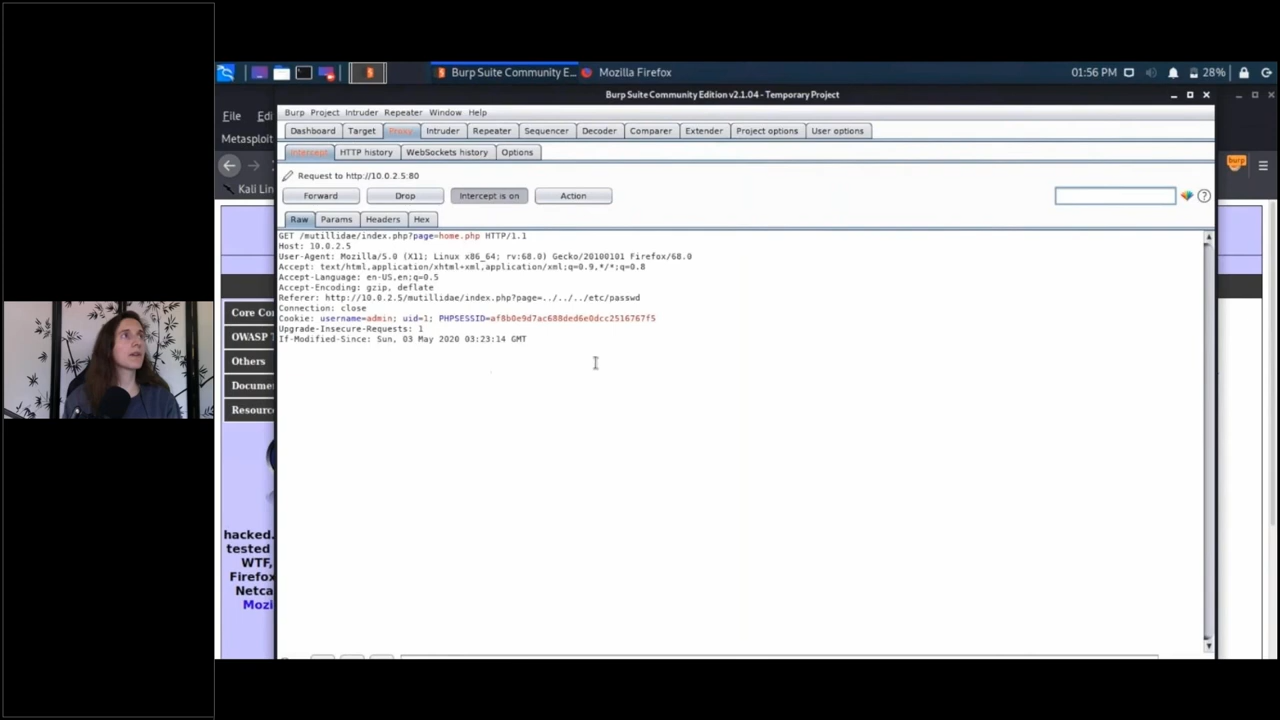 Burp Suite Community E...
Mozilla Firefox
01:56 PM
28%
Burp Suite Community Edition v2.1.04 - Temporary Project
File
Edi
Burp Project Intruder Repeater Window Help
Metasploit
Dashboard Target Proxy Intruder Repeater Sequencer Decoder Comparer Extender Project options User options
Intercept HTTP history WebSockets history Options
burp
Request to http://10.0.2.5:80
Kali Lin
Forward Drop Intercept is on Action
?
Raw Params Headers Hex
GET /mutillidae/index.php?page=home.php HTTP/1.1
Host: 10.0.2.5
User-Agent: Mozilla/5.0 (X11; Linux x86_64; rv:68.0) Gecko/20100101 Firefox/68.0
Accept: text/html,application/xhtml+xml,application/xml;q=0.9,*/*;q=0.8
Accept-Language: en-US,en;q=0.5
Accept-Encoding: gzip, deflate
Referer: http://10.0.2.5/mutillidae/index.php?page=../../../etc/passwd
Connection: close
Cookie: username=admin; uid=1; PHPSESSID=af8b0e9d7ac688ded6e0dcc2516767f5
Upgrade-Insecure-Requests: 1
If-Modified-Since: Sun, 03 May 2020 03:23:14 GMT
Core Con
OWASP T
Others
Docume
Resourc
hacked.
tested
WTF,
Firefox
Netca
Mozi